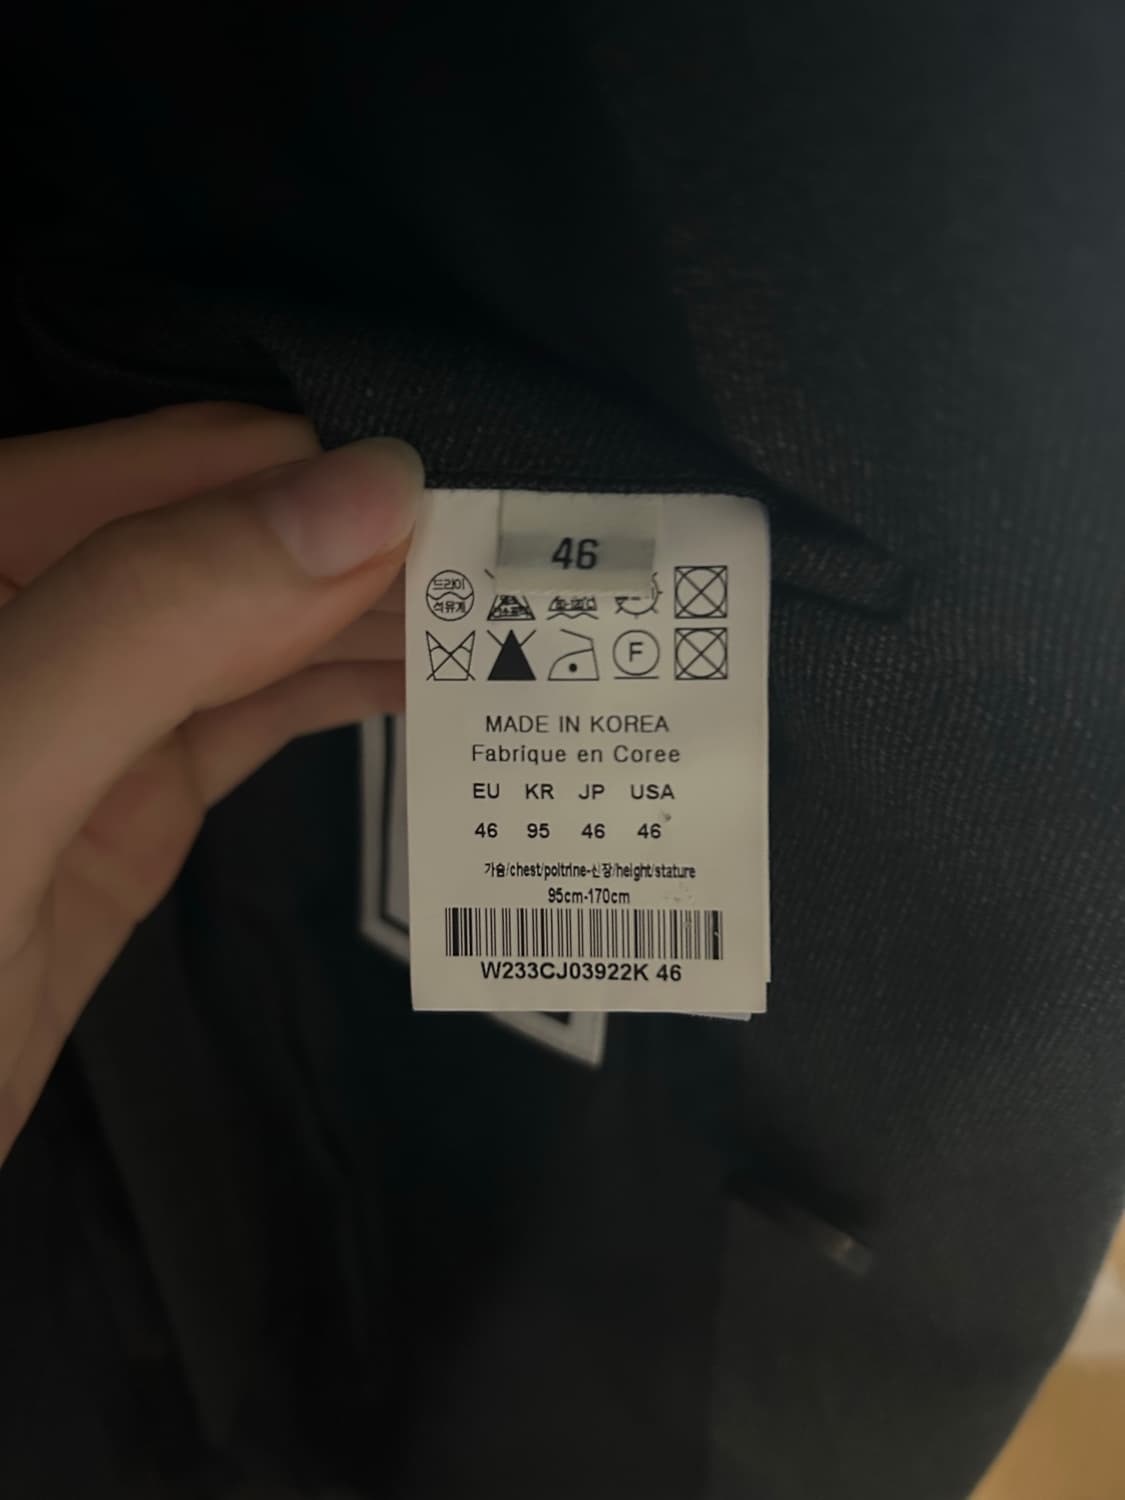 46
드라이
석유계
F
MADE IN KOREA
Fabrique en Coree
EU KR JP USA
46 95 46 46
가슴/chest/poitrine-신장/height/stature
95cm-170cm
W233CJ03922K 46